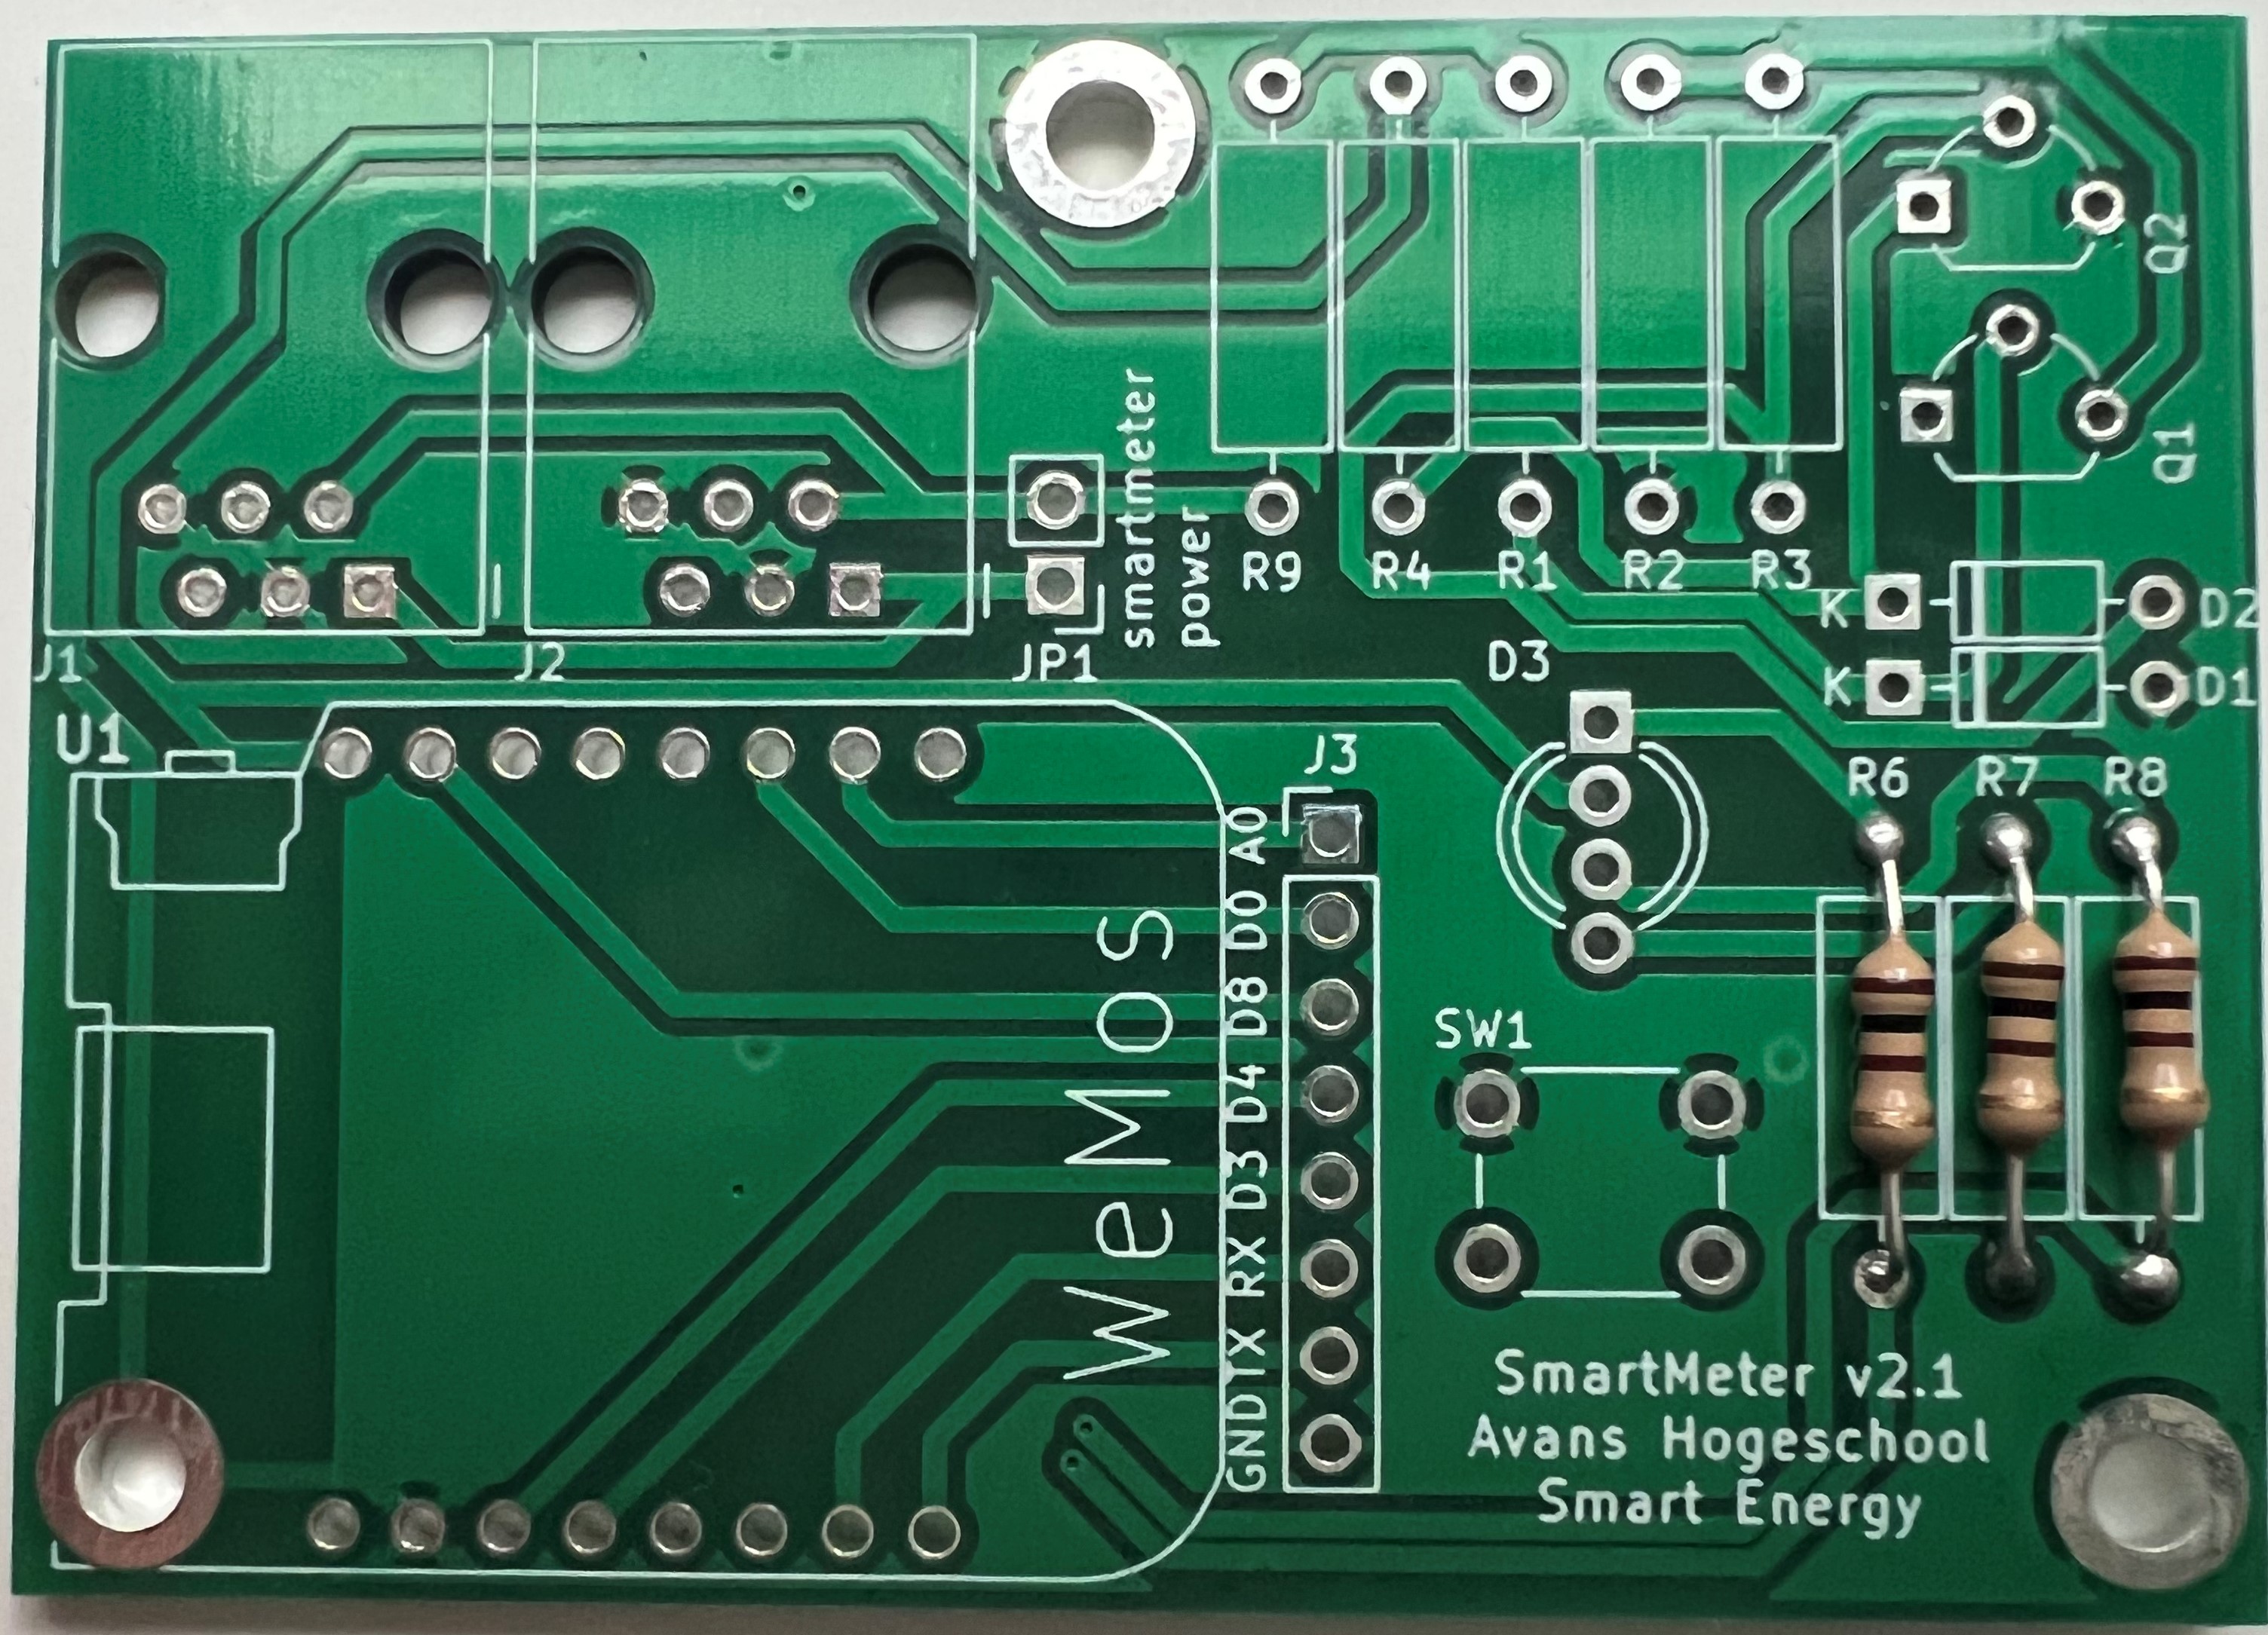 Q2
Q1
smartmeter
power
R9
R4
R1
R2
R3
K
D2
K
D1
J1
J2
JP1
D3
U1
J3
R6
R7
R8
A0
D0
D8
D4
D3
RX
TX
GND
WeMos
SW1
SmartMeter v2.1
Avans Hogeschool
Smart Energy